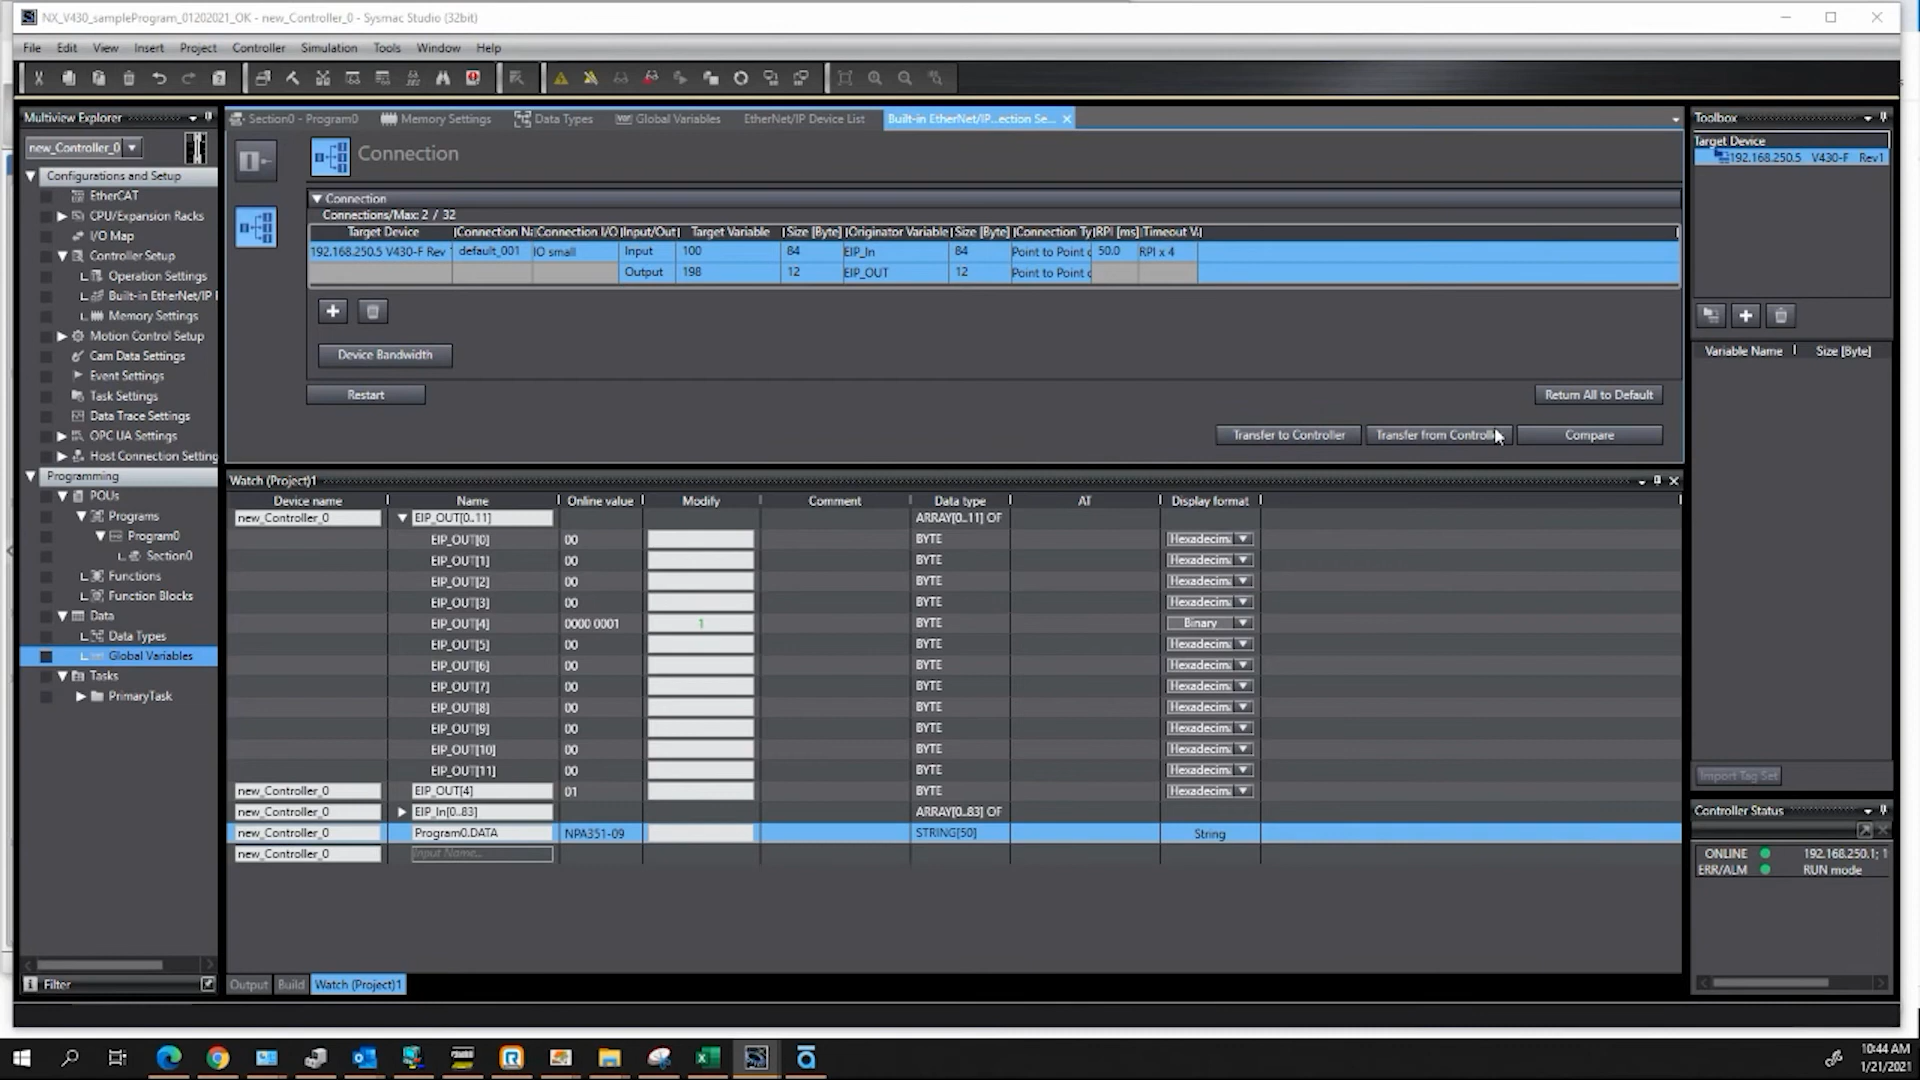 NX_V430_sampleProgram_01202021_OK - new_Controller_0 - Sysmac Studio (32bit)
File Edit View Insert Project Controller Simulation Tools Window Help
Multiview Explorer
new_Controller_0
Configurations and Setup
EtherCAT
CPU/Expansion Racks
I/O Map
Controller Setup
Operation Settings
Built-in EtherNet/IP
Memory Settings
Motion Control Setup
Cam Data Settings
Event Settings
Task Settings
Data Trace Settings
OPC UA Settings
Host Connection Setting
Programming
POUs
Programs
Program0
Section0
Functions
Function Blocks
Data
Data Types
Global Variables
Tasks
PrimaryTask
Filter
Section0 - Program0 Memory Settings Data Types Global Variables EtherNet/IP Device List Built-in EtherNet/IP...ection Se...
Connection
Connection
Connections/Max: 2 / 32
Target Device Connection N Connection I/O Input/Out Target Variable Size [Byte] Originator Variable Size [Byte] Connection Ty RPI [ms] Timeout V
192.168.250.5 V430-F Rev default_001 IO small Input 100 84 EIP_In 84 Point to Point c 50.0 RPI x 4
Output 198 12 EIP_OUT 12 Point to Point c
Device Bandwidth
Restart Return All to Default
Transfer to Controller Transfer from Controlle Compare
Watch (Project)1
Device name Name Online value Modify Comment Data type AT Display format
new_Controller_0 EIP_OUT[0..11] ARRAY[0..11] OF
EIP_OUT[0] 00 BYTE Hexadecim
EIP_OUT[1] 00 BYTE Hexadecim
EIP_OUT[2] 00 BYTE Hexadecim
EIP_OUT[3] 00 BYTE Hexadecim
EIP_OUT[4] 0000 0001 1 BYTE Binary
EIP_OUT[5] 00 BYTE Hexadecim
EIP_OUT[6] 00 BYTE Hexadecim
EIP_OUT[7] 00 BYTE Hexadecim
EIP_OUT[8] 00 BYTE Hexadecim
EIP_OUT[9] 00 BYTE Hexadecim
EIP_OUT[10] 00 BYTE Hexadecim
EIP_OUT[11] 00 BYTE Hexadecim
new_Controller_0 EIP_OUT[4] 01 BYTE Hexadecim
new_Controller_0 EIP_In[0..83] ARRAY[0..83] OF
new_Controller_0 Program0.DATA NPA351-09 STRING[50] String
new_Controller_0 Input Name...
Output Build Watch (Project)1
Toolbox
Target Device
192.168.250.5 V430-F Rev1
Variable Name Size [Byte]
Import Tag Set
Controller Status
ONLINE 192.168.250.1; 1
ERR/ALM RUN mode
10:44 AM
1/21/2021